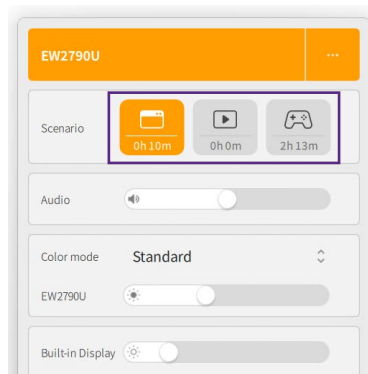 EW2790U ...
Scenario
0h 10m 0h 0m 2h 13m
Audio
Color mode Standard
EW2790U
Built-in Display